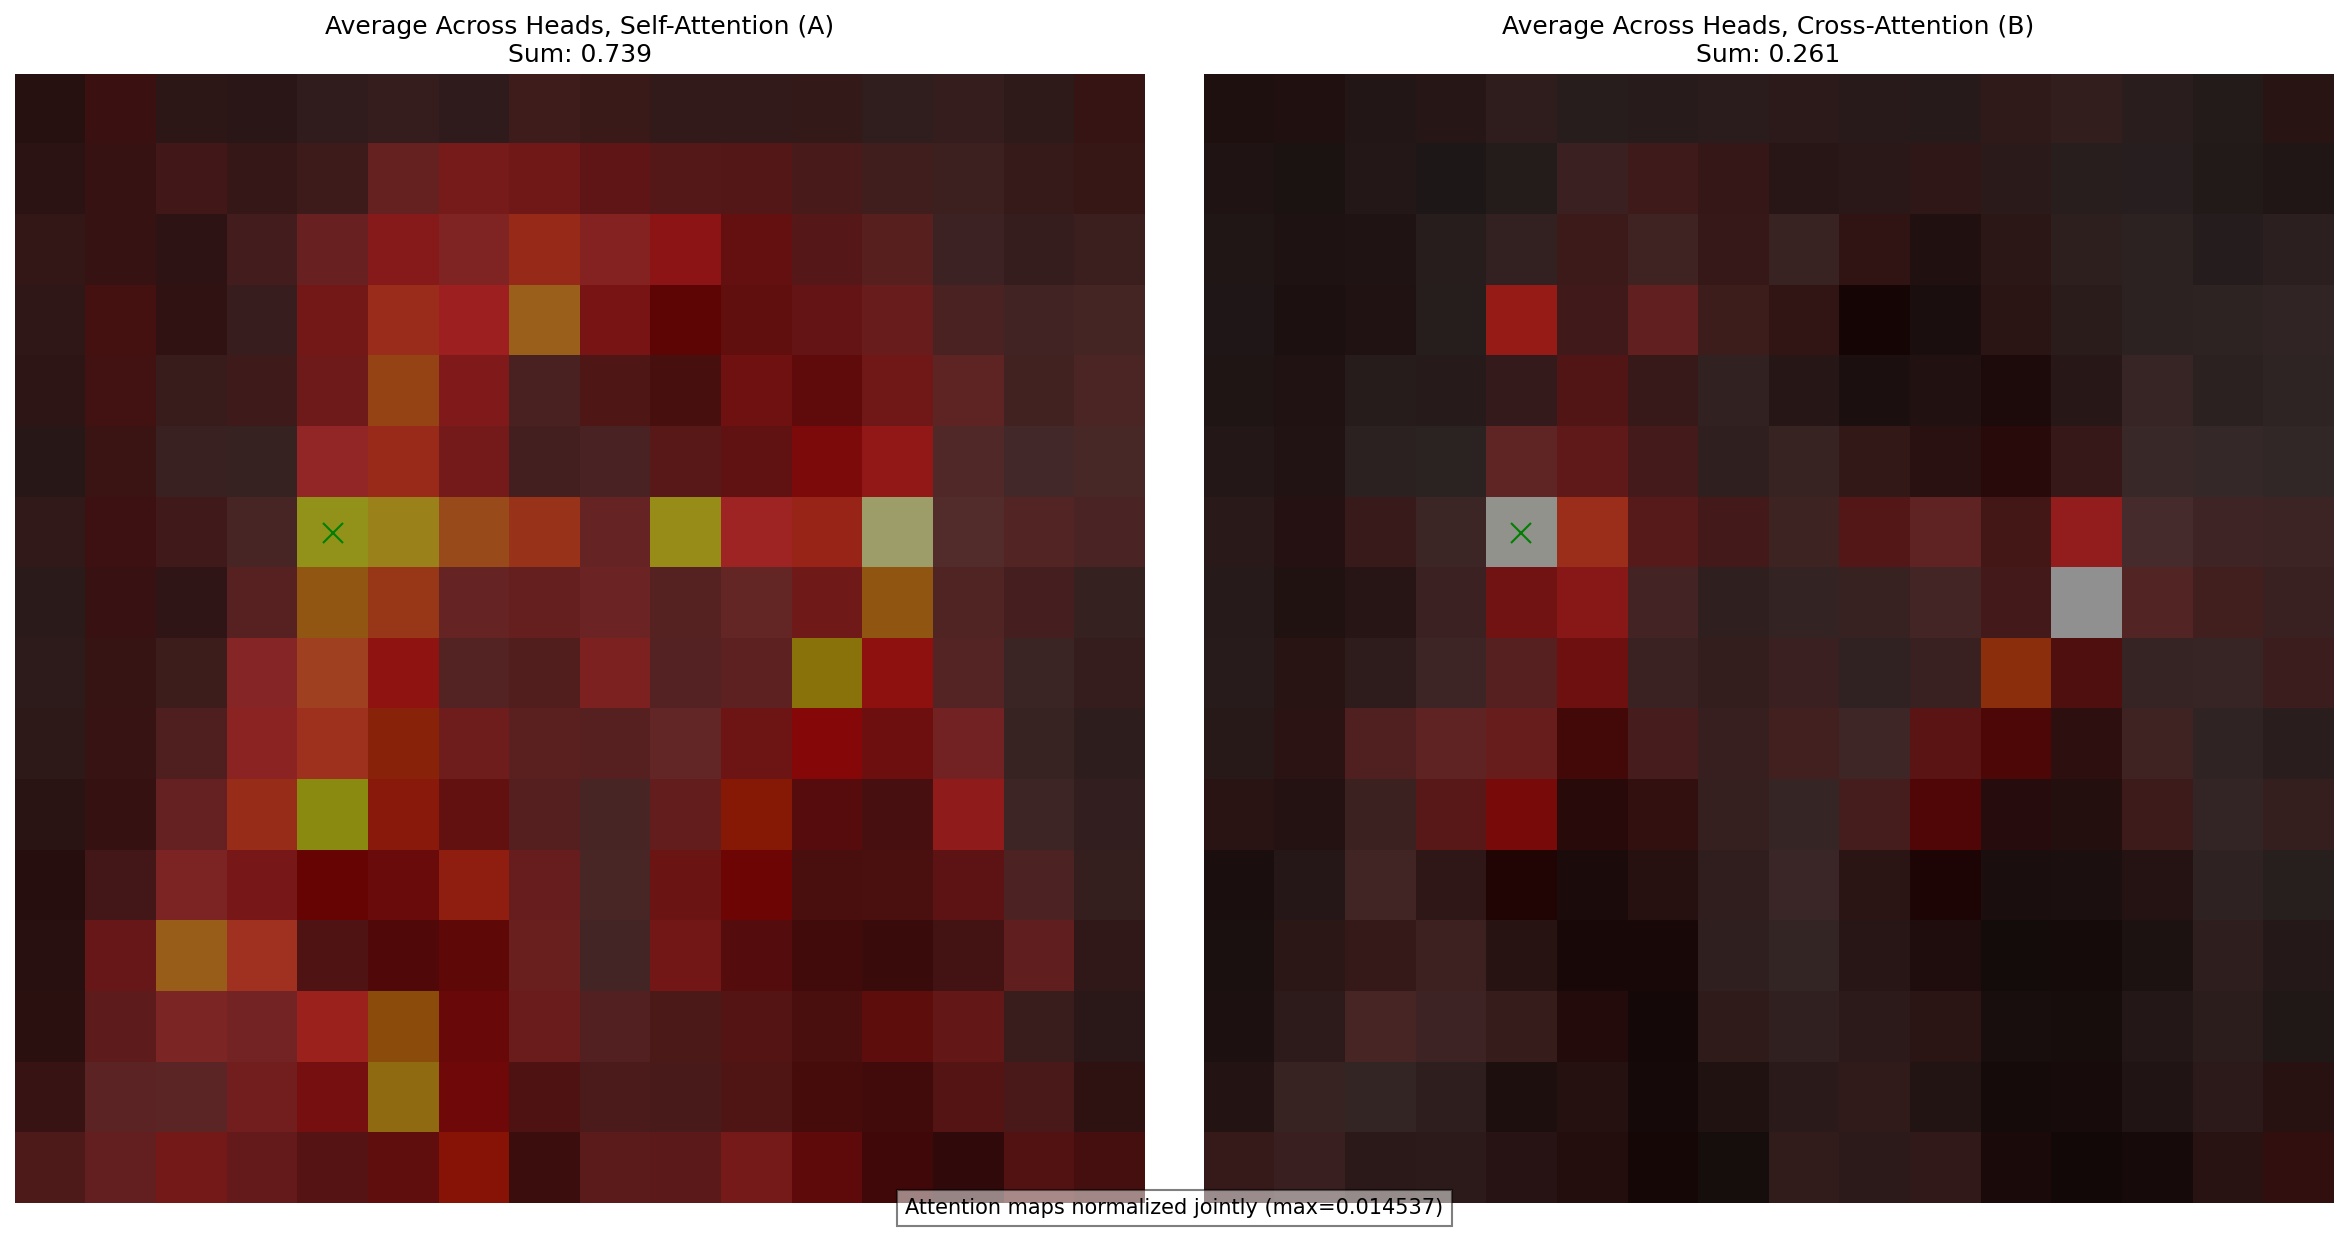 Average Across Heads, Self-Attention (A)
Sum: 0.739
Average Across Heads, Cross-Attention (B)
Sum: 0.261
Attention maps normalized jointly (max=0.014537)